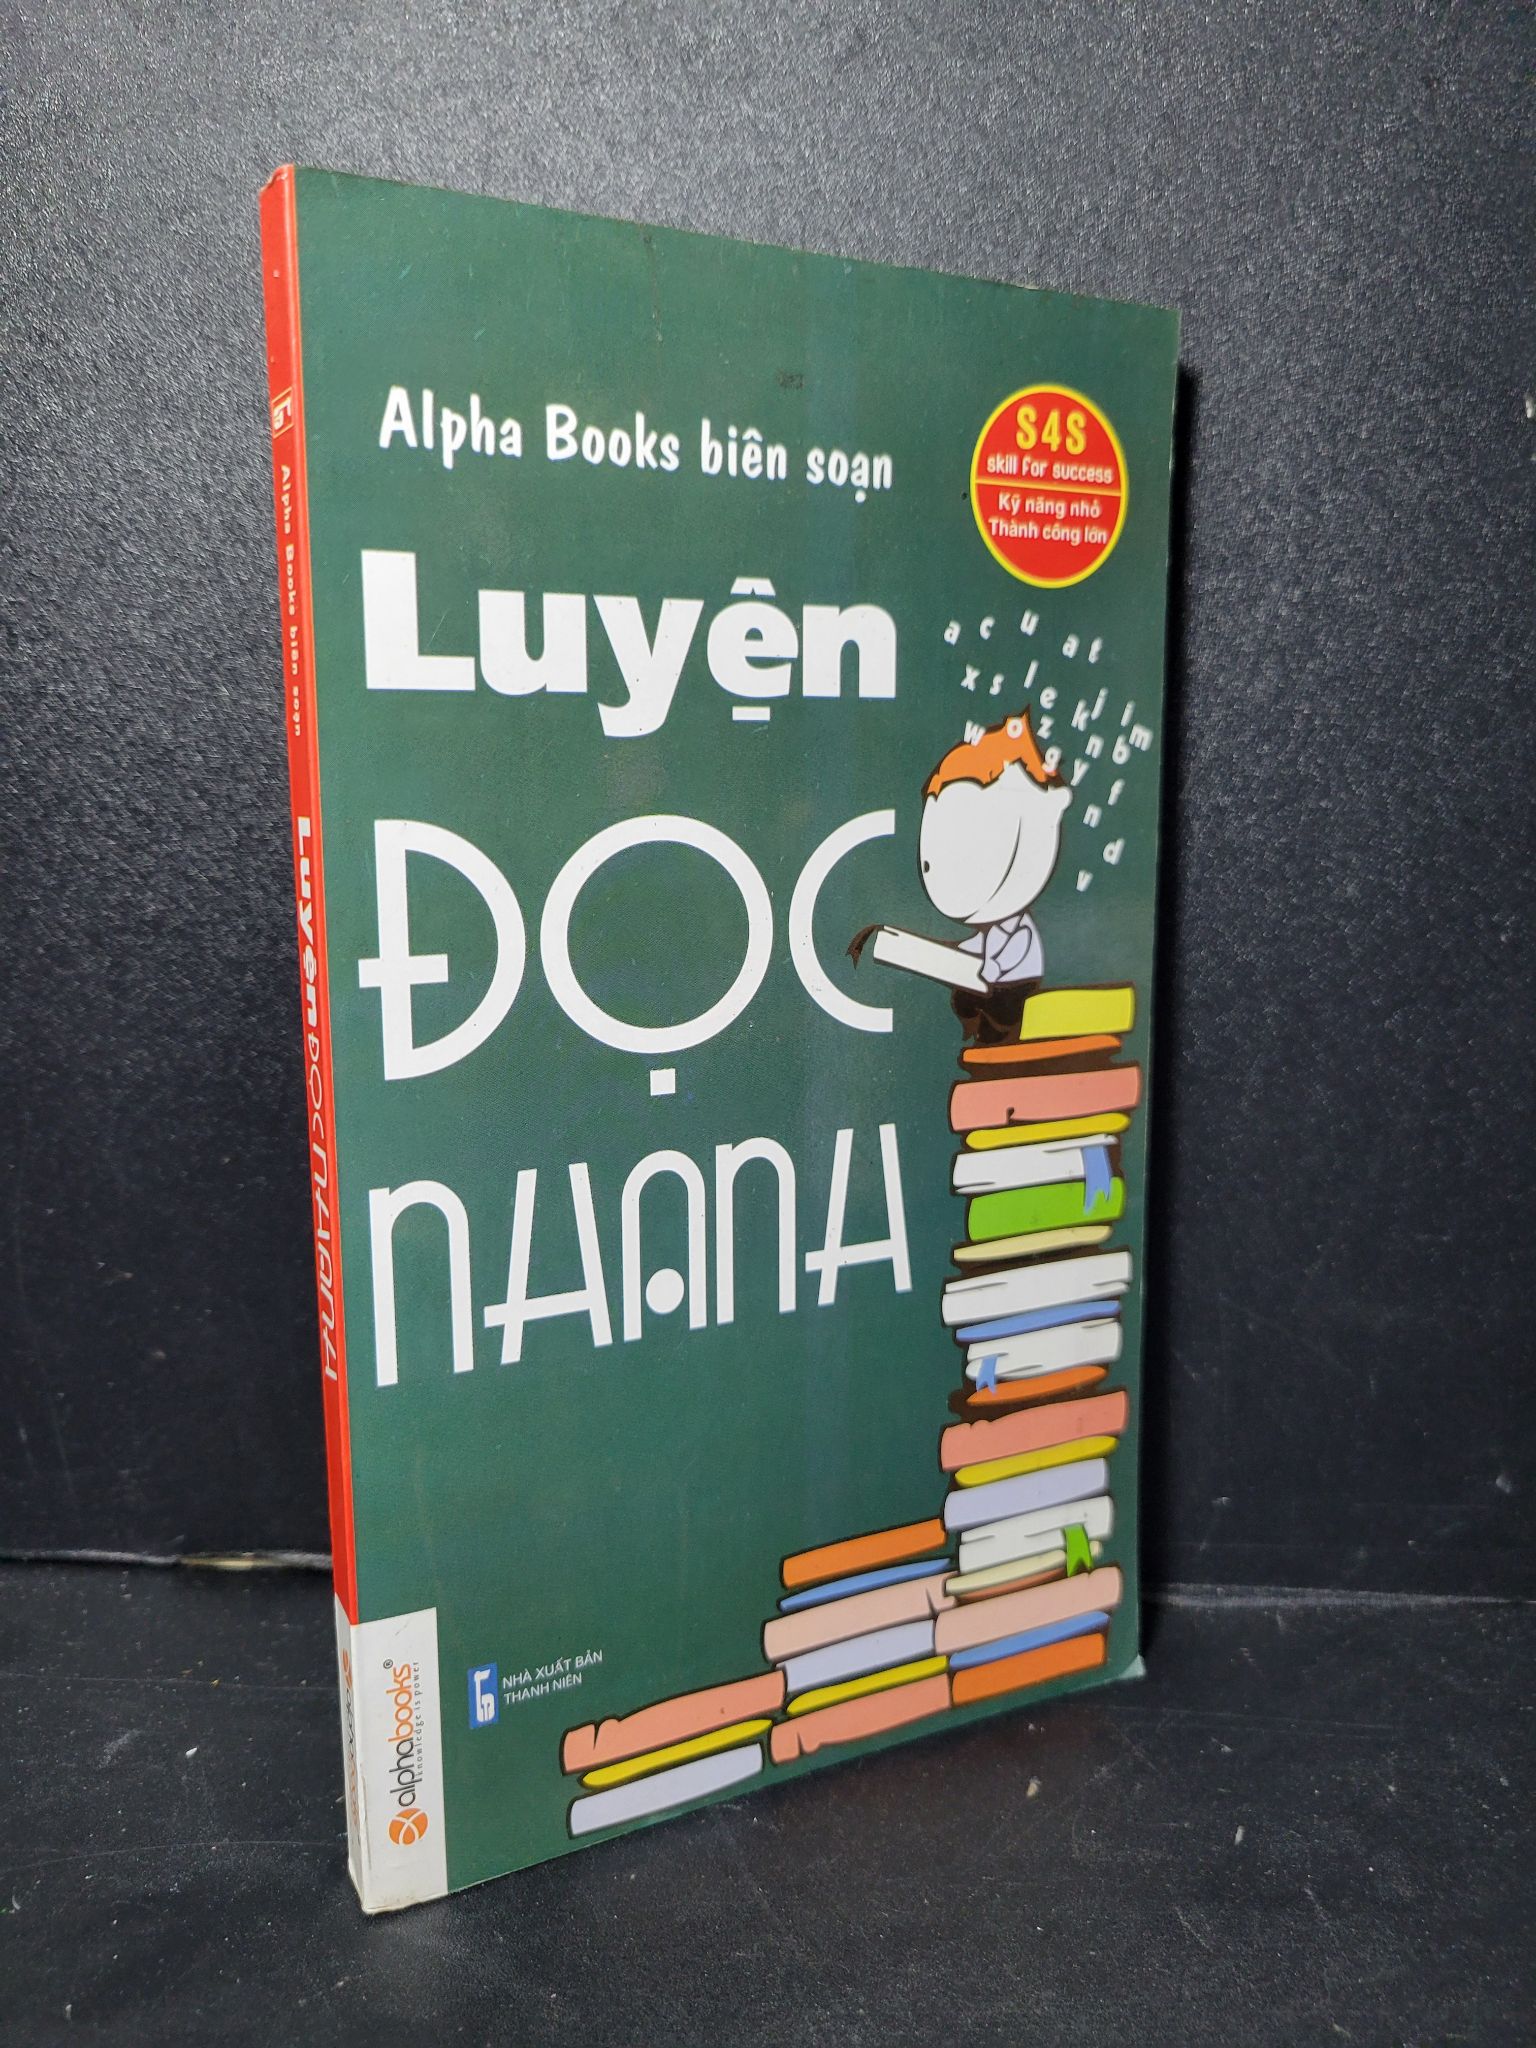 Alpha Books biên soạn
S4S
skill for success
Kỹ năng nhỏ
Thành công lớn
Luyện
ĐỌC
NHANH
a c u a t
x s l e k j i m
w o z n b
g y f
n d
v
NHÀ XUẤT BẢN
THANH NIÊN
alphabooks®
knowledge is power
Alpha Books biên soạn
Luyện ĐỌC NHANH